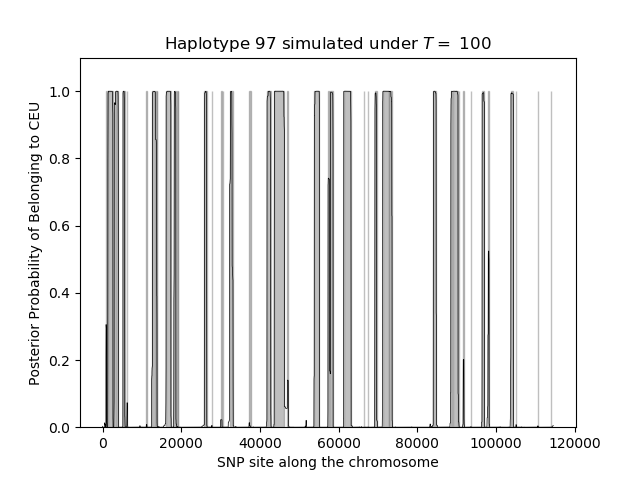 Haplotype 97 simulated under T = 100
Posterior Probability of Belonging to CEU
1.0
0.8
0.6
0.4
0.2
0.0
0 20000 40000 60000 80000 100000 120000
SNP site along the chromosome